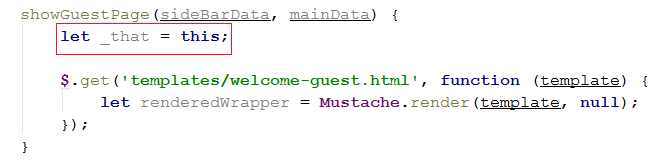 showGuestPage(sideBarData, mainData) {
let _that = this;
$.get('templates/welcome-guest.html', function (template) {
let renderedWrapper = Mustache.render(template, null);
});
}